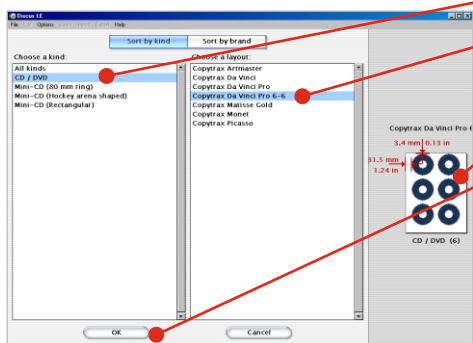 Discus LE
File Options Help
Sort by kind Sort by brand
Choose a kind:
All kinds
CD / DVD
Mini-CD (80 mm ring)
Mini-CD (Hockey arena shaped)
Mini-CD (Rectangular)
Choose a layout:
Copytrax Artmaster
Copytrax Da Vinci
Copytrax Da Vinci Pro
Copytrax Da Vinci Pro 6-6
Copytrax Matisse Gold
Copytrax Monet
Copytrax Picasso
Copytrax Da Vinci Pro 6
3.4 mm 0.13 in
31.5 mm
1.24 in
CD / DVD (6)
OK Cancel